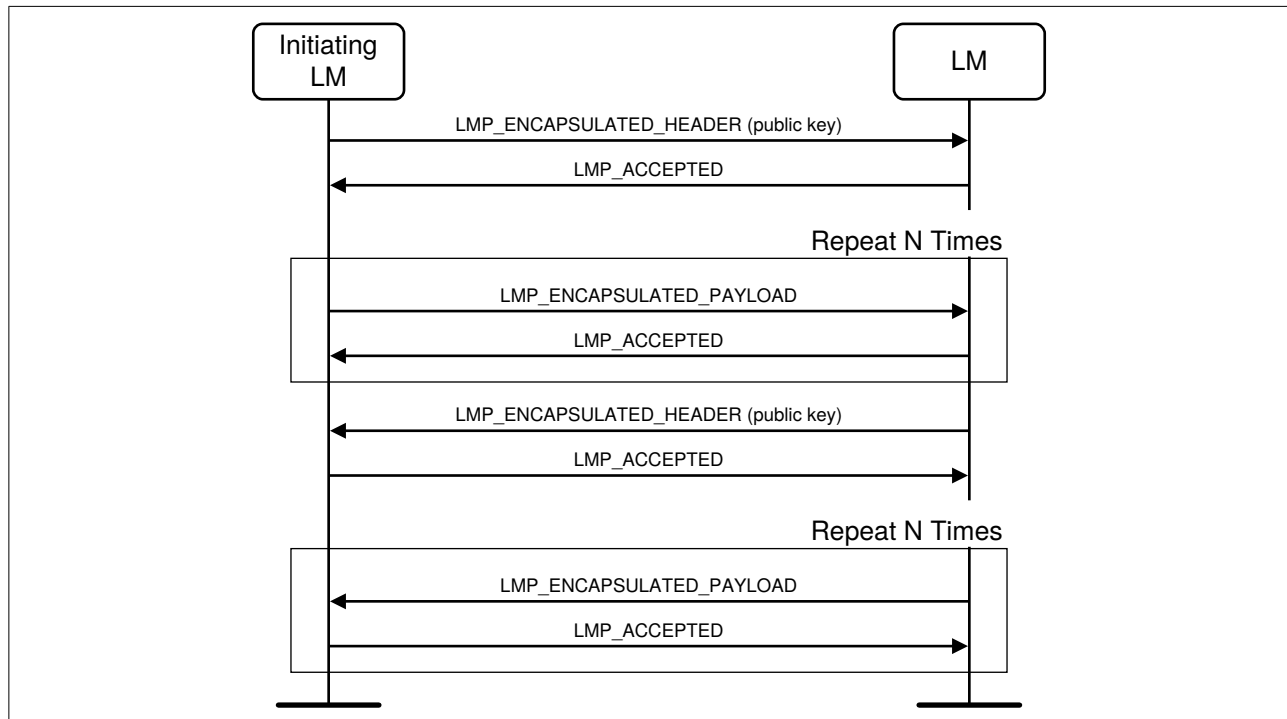 Initiating
LM
LM
LMP_ENCAPSULATED_HEADER (public key)
LMP_ACCEPTED
Repeat N Times
LMP_ENCAPSULATED_PAYLOAD
LMP_ACCEPTED
LMP_ENCAPSULATED_HEADER (public key)
LMP_ACCEPTED
Repeat N Times
LMP_ENCAPSULATED_PAYLOAD
LMP_ACCEPTED